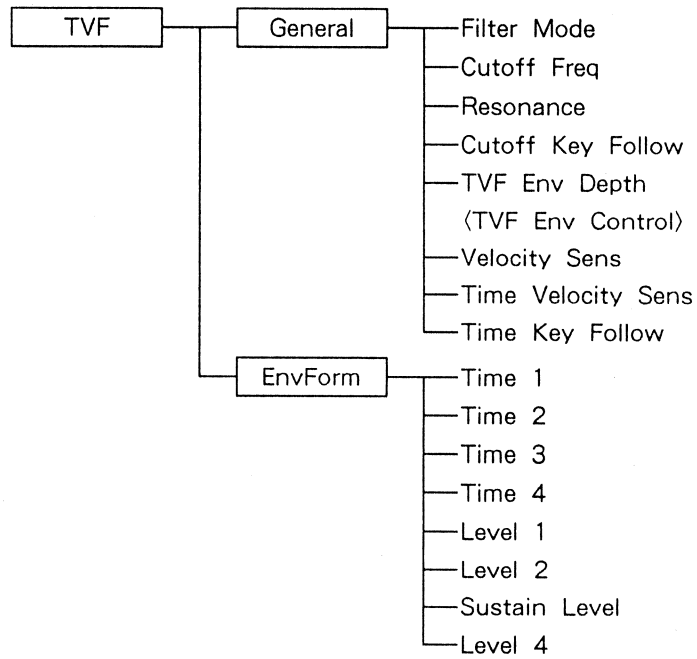 TVF General Filter Mode
Cutoff Freq
Resonance
Cutoff Key Follow
TVF Env Depth
〈TVF Env Control〉
Velocity Sens
Time Velocity Sens
Time Key Follow
EnvForm Time 1
Time 2
Time 3
Time 4
Level 1
Level 2
Sustain Level
Level 4